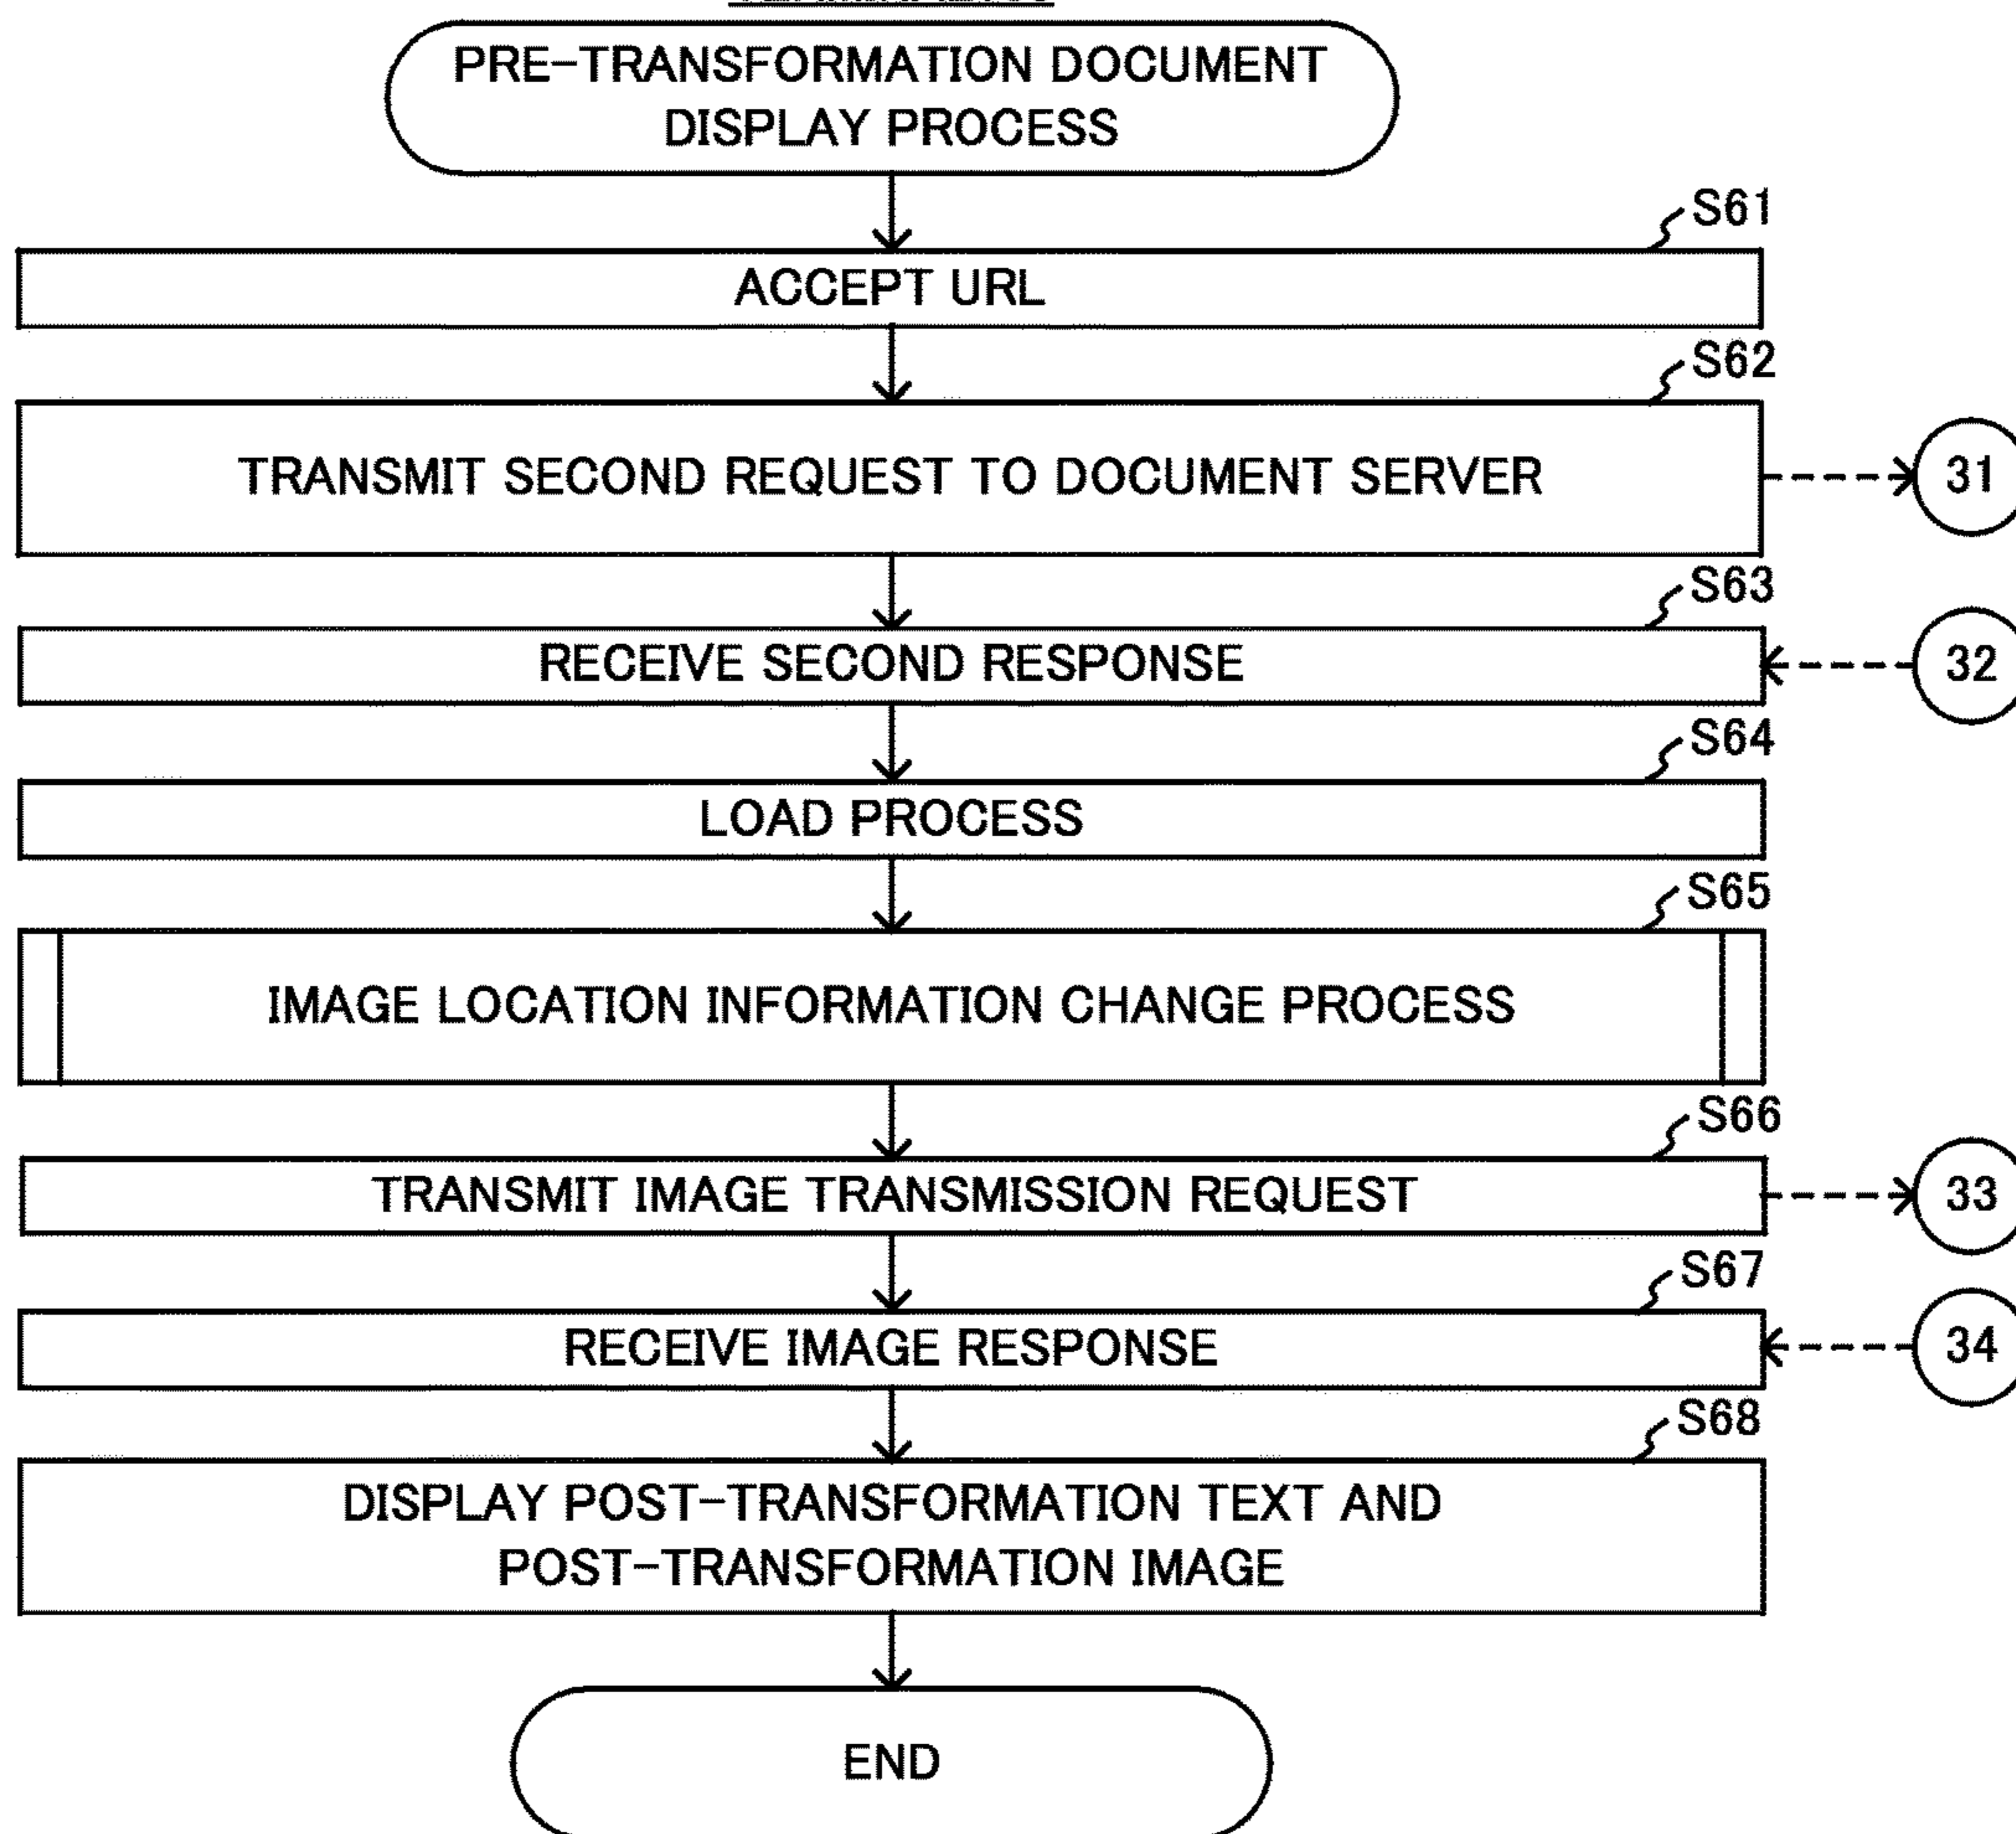 PRE-TRANSFORMATION DOCUMENT
DISPLAY PROCESS
S61
ACCEPT URL
S62
TRANSMIT SECOND REQUEST TO DOCUMENT SERVER
31
S63
RECEIVE SECOND RESPONSE
32
S64
LOAD PROCESS
S65
IMAGE LOCATION INFORMATION CHANGE PROCESS
S66
TRANSMIT IMAGE TRANSMISSION REQUEST
33
S67
RECEIVE IMAGE RESPONSE
34
S68
DISPLAY POST-TRANSFORMATION TEXT AND
POST-TRANSFORMATION IMAGE
END